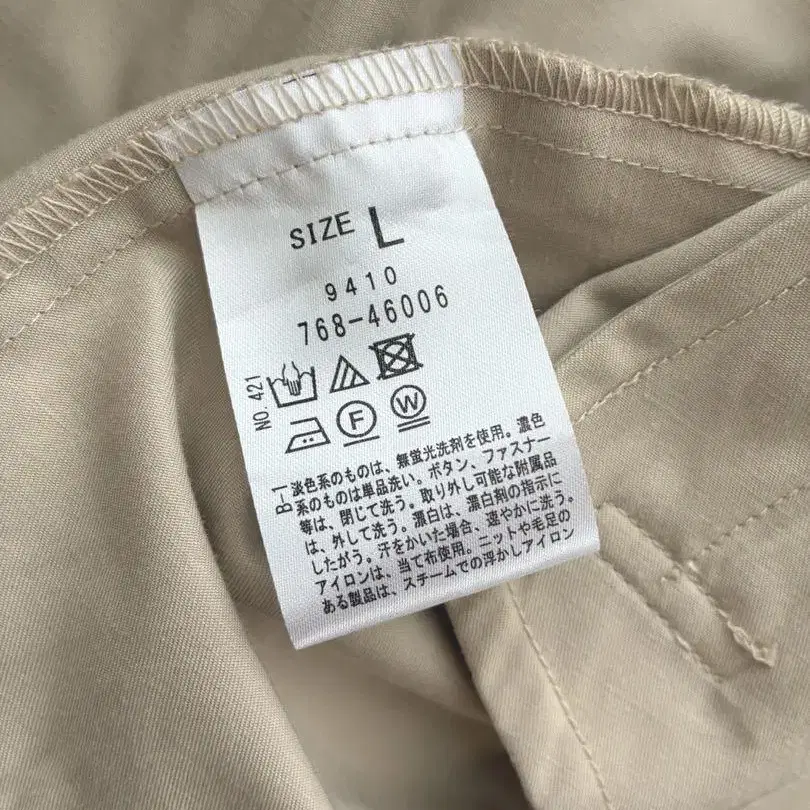 SIZE L
9410
768-46006
NO. 421
F W
B-1
淡色系のものは、無蛍光洗剤を使用。濃色
系のものは単品洗い。ボタン、ファスナー
等は、閉じて洗う。取り外し可能な附属品
は、外して洗う。漂白は、漂白剤の指示に
したがう。汗をかいた場合、速やかに洗う。
アイロンは、当て布使用。ニットや毛足の
ある製品は、スチームでの浮かしアイロン